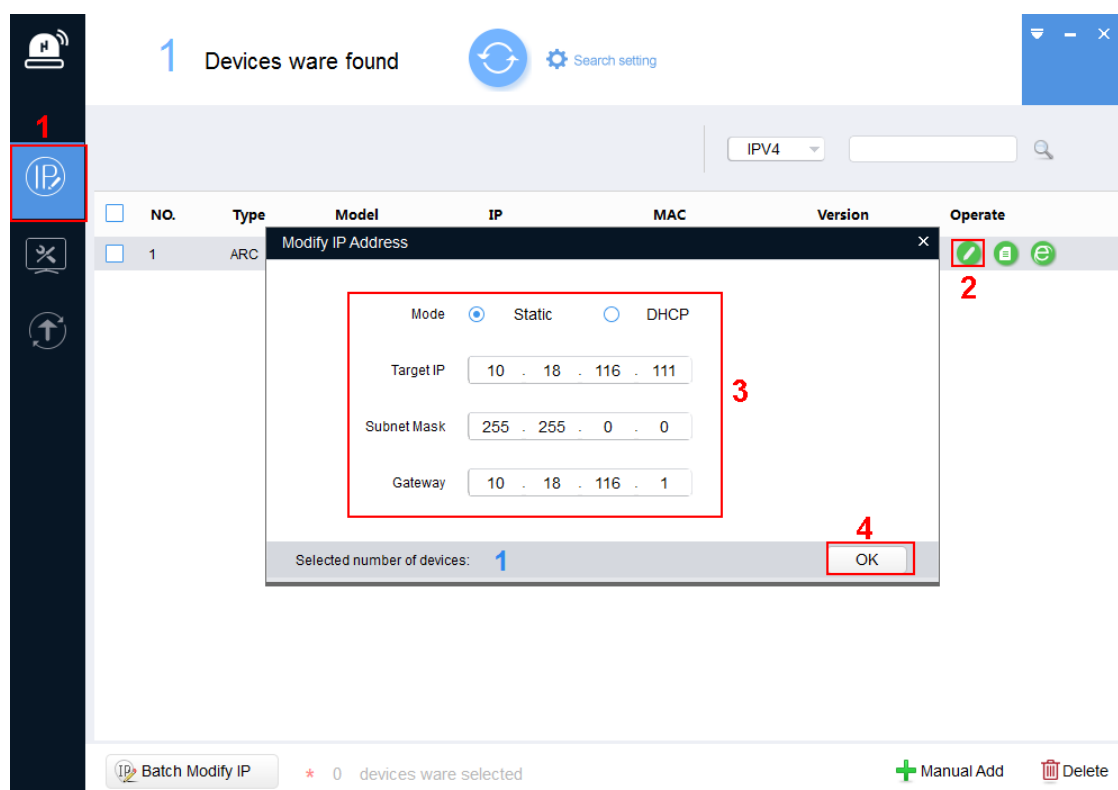 1 Devices ware found Search setting
1
IP
IPV4
NO. Type Model IP MAC Version Operate
1 ARC
Modify IP Address
2
Mode Static DHCP
Target IP 10 . 18 . 116 . 111
3
Subnet Mask 255 . 255 . 0 . 0
Gateway 10 . 18 . 116 . 1
4
Selected number of devices: 1 OK
IP Batch Modify IP * 0 devices ware selected Manual Add Delete